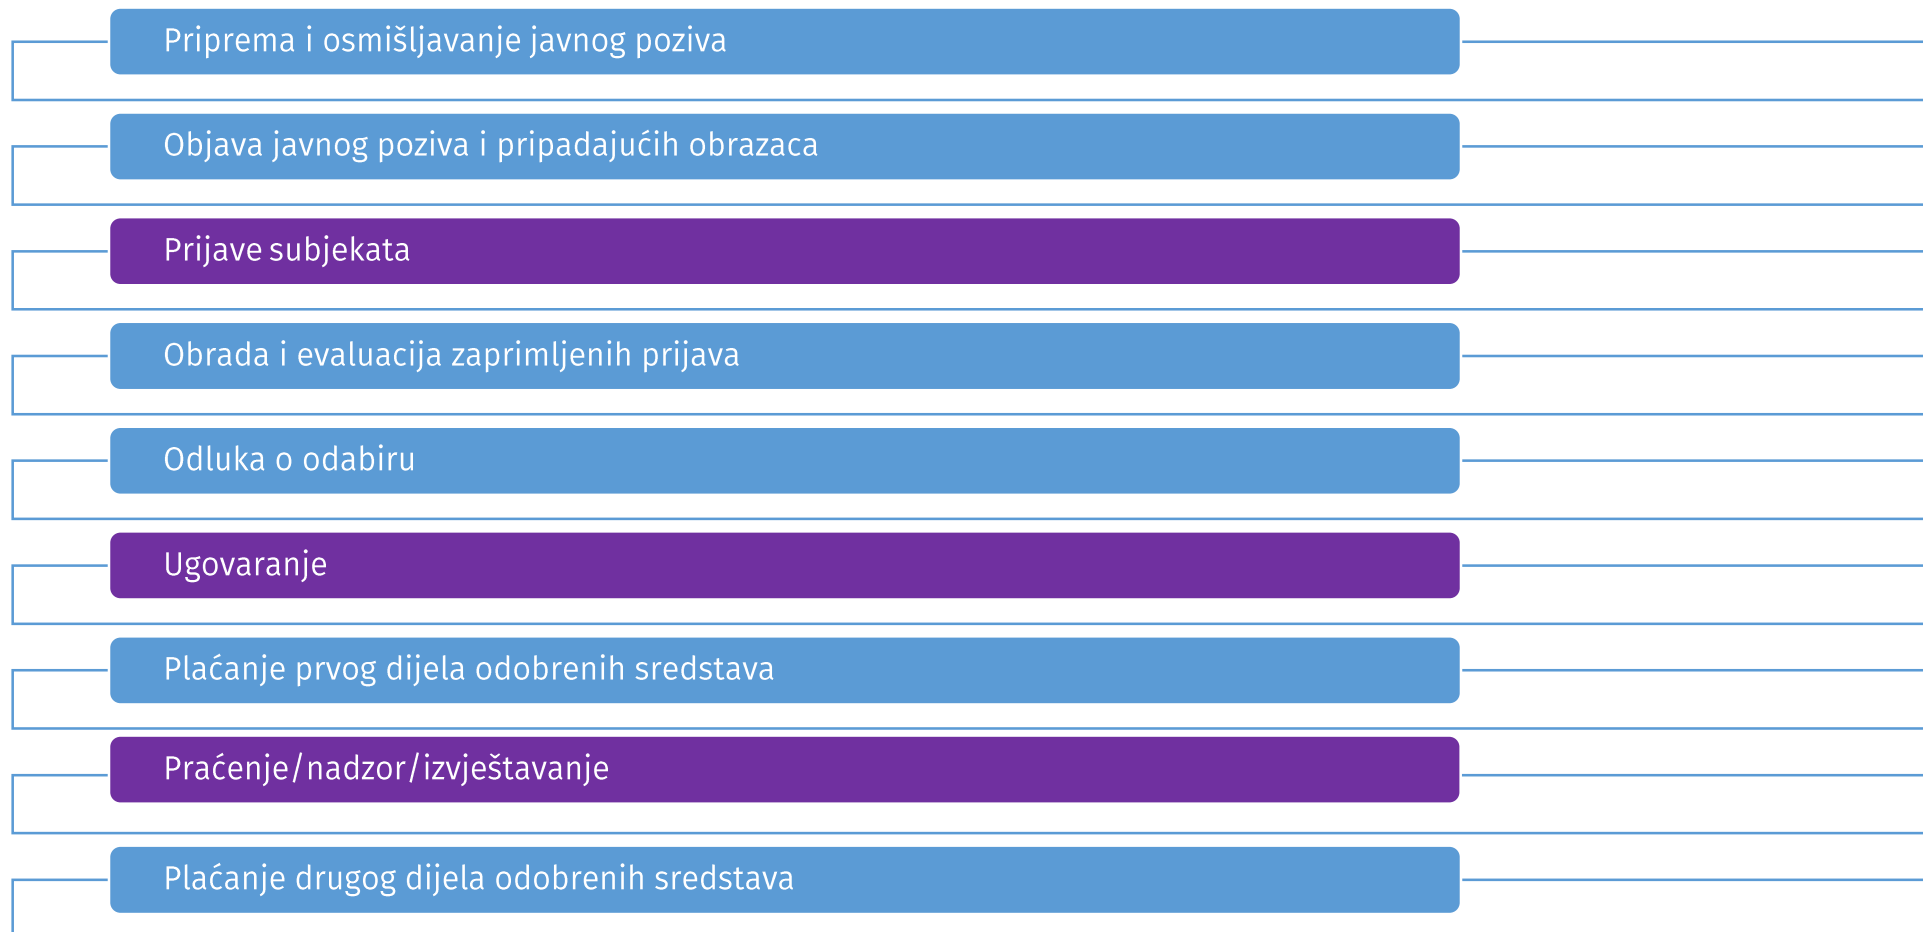 Priprema i osmišljavanje javnog poziva
Objava javnog poziva i pripadajućih obrazaca
Prijave subjekata
Obrada i evaluacija zaprimljenih prijava
Odluka o odabiru
Ugovaranje
Plaćanje prvog dijela odobrenih sredstava
Praćenje/nadzor/izvještavanje
Plaćanje drugog dijela odobrenih sredstava